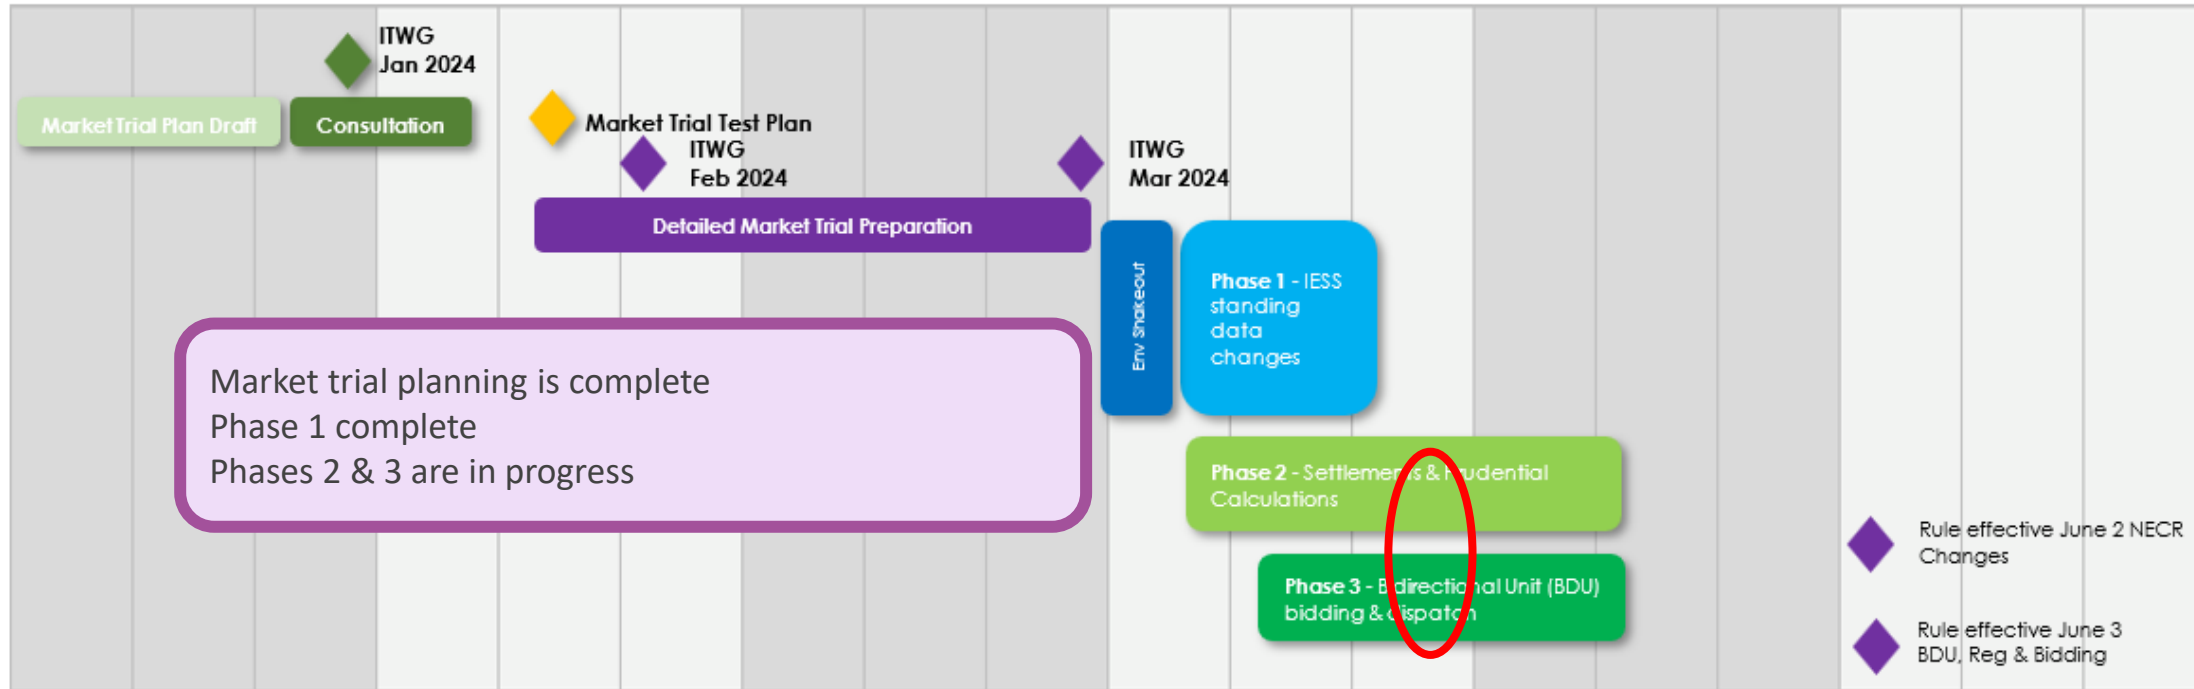 ITWG
Jan 2024
Market Trial Plan Draft
Consultation
Market Trial Test Plan
ITWG
Feb 2024
ITWG
Mar 2024
Detailed Market Trial Preparation
Env Shakeout
Phase 1 - IESS
standing
data
changes
Market trial planning is complete
Phase 1 complete
Phases 2 & 3 are in progress
Phase 2 - Settlements & Prudential
Calculations
Phase 3 - Bidirectional Unit (BDU)
bidding & dispatch
Rule effective June 2 NECR
Changes
Rule effective June 3
BDU, Reg & Bidding